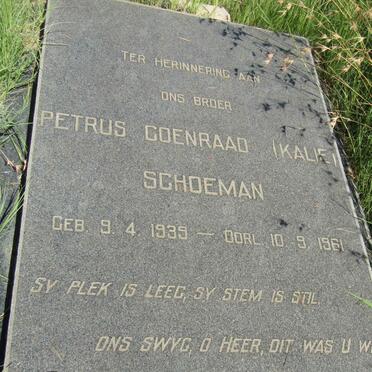 TER HERINNERING AAN
ONS BROER
PETRUS COENRAAD (KALIE)
SCHOEMAN
GEB. 9. 4. 1939 — OORL. 10. 9. 1961
SY PLEK IS LEEG, SY STEM IS STIL.
ONS SWYG, O HEER, DIT WAS U